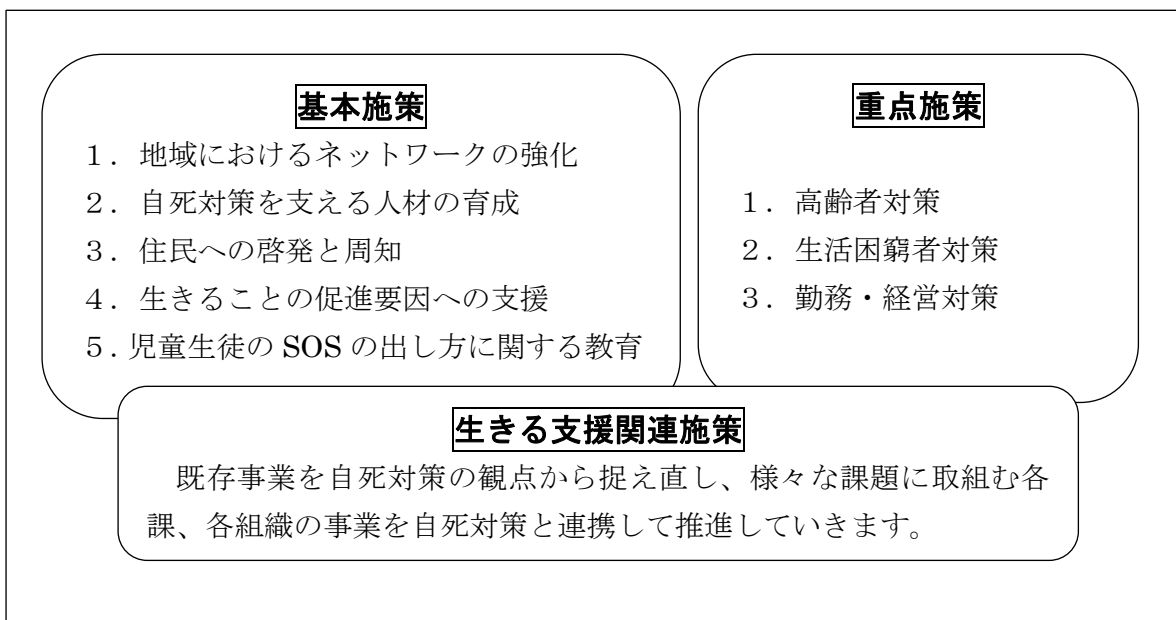 基本施策
１．地域におけるネットワークの強化
２．自死対策を支える人材の育成
３．住民への啓発と周知
４．生きることの促進要因への支援
５.児童生徒の SOS の出し方に関する教育
重点施策
１．高齢者対策
２．生活困窮者対策
３．勤務・経営対策
生きる支援関連施策
既存事業を自死対策の観点から捉え直し、様々な課題に取組む各
課、各組織の事業を自死対策と連携して推進していきます。